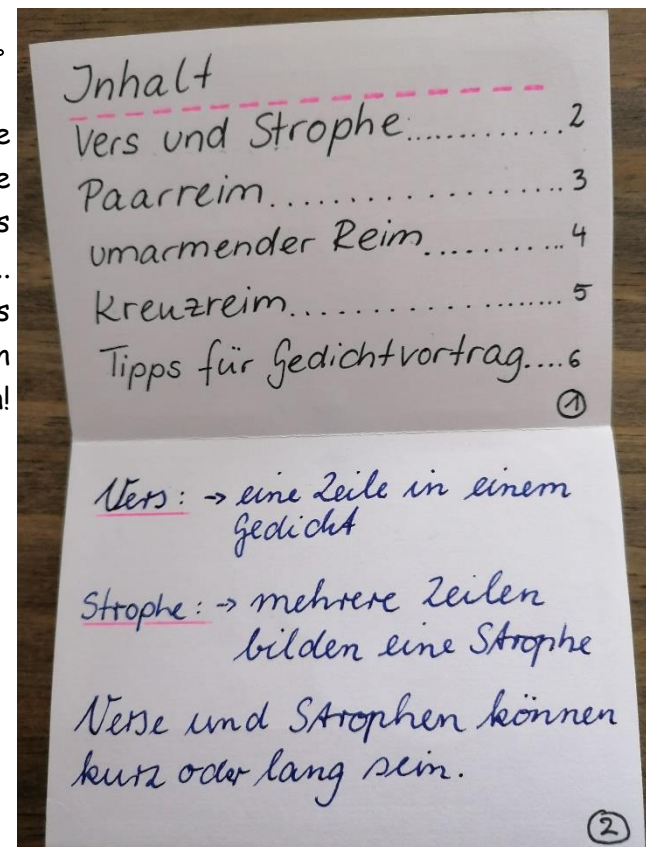 Inhalt
Vers und Strophe............2
Paarreim....................3
umarmender Reim...........4
Kreuzreim..................5
Tipps für Gedichtvortrag....6
1
Vers: → eine Zeile in einem
Gedicht
Strophe: → mehrere Zeilen
bilden eine Strophe
Verse und Strophen können
kurz oder lang sein.
2